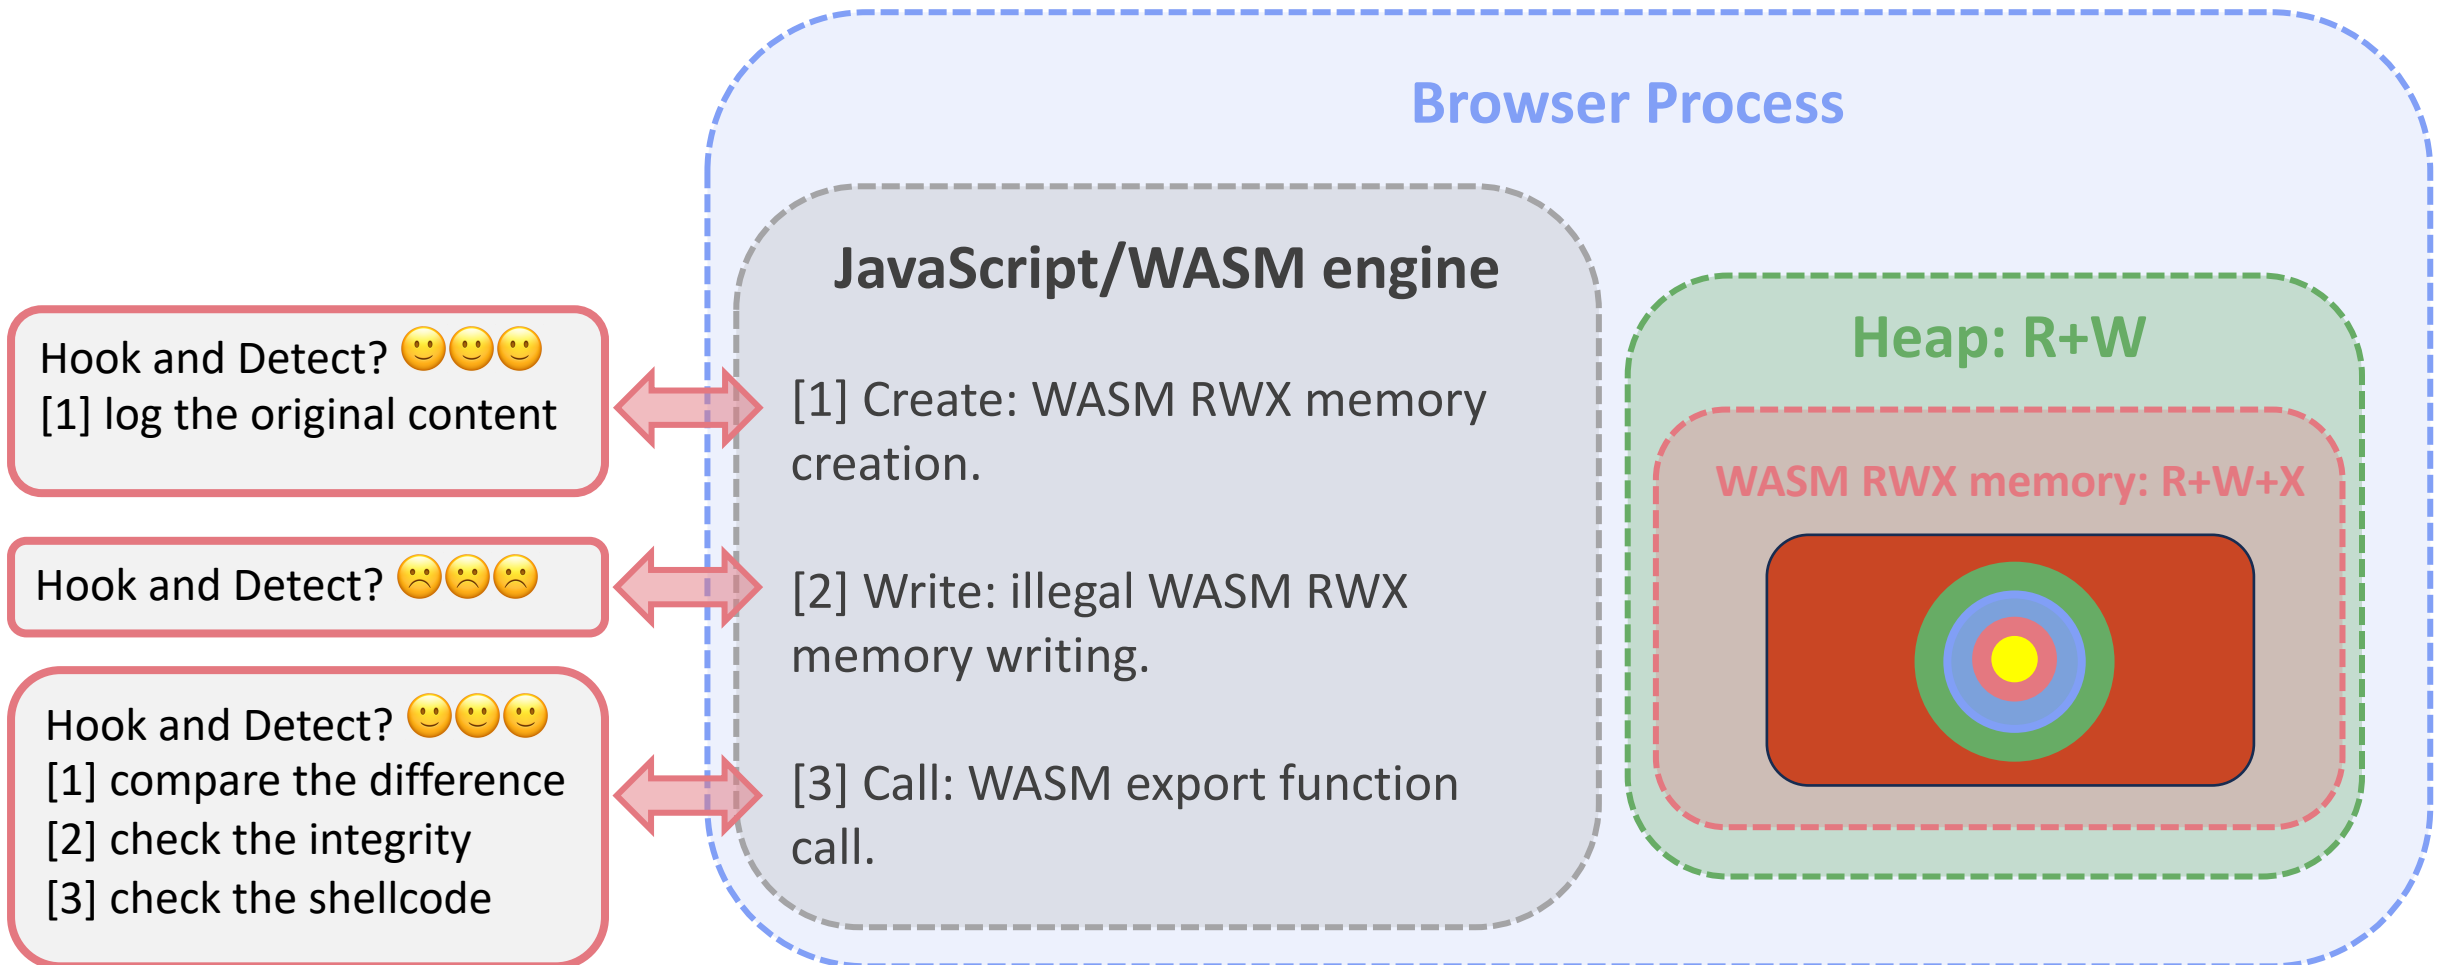 Browser Process
JavaScript/WASM engine
Hook and Detect? 🙂🙂🙂
[1] log the original content
[1] Create: WASM RWX memory
creation.
Hook and Detect? ☹️☹️☹️
[2] Write: illegal WASM RWX
memory writing.
Hook and Detect? 🙂🙂🙂
[1] compare the difference
[2] check the integrity
[3] check the shellcode
[3] Call: WASM export function
call.
Heap: R+W
WASM RWX memory: R+W+X